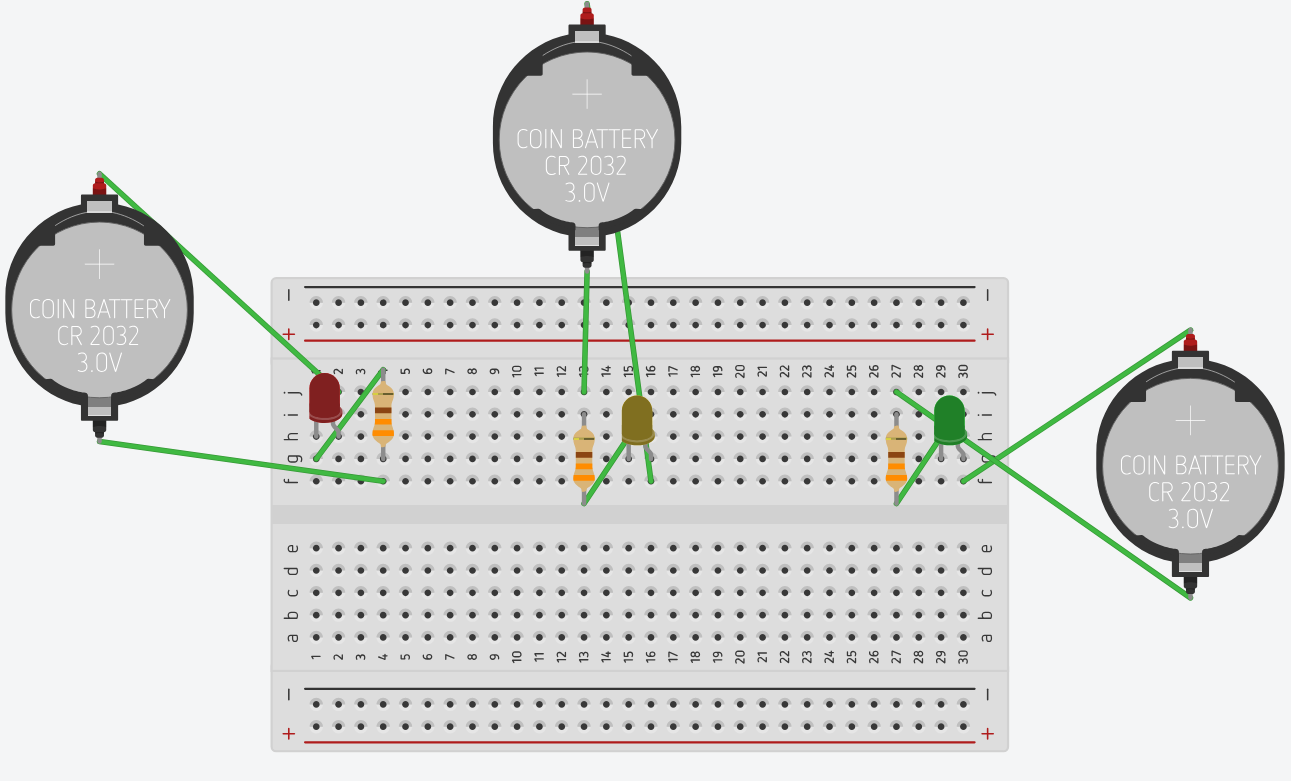 COIN BATTERY
CR 2032
3.0V
COIN BATTERY
CR 2032
3.0V
− −
+ +
2 3 4 5 6 7 8 9 10 11 12 13 14 15 16 17 18 19 20 21 22 23 24 25 26 27 28 29 30
j j
i i
h h
g g
f f
COIN BATTERY
CR 2032
3.0V
e e
d d
c c
b b
a a
1 2 3 4 5 6 7 8 9 10 11 12 13 14 15 16 17 18 19 20 21 22 23 24 25 26 27 28 29 30
− −
+ +